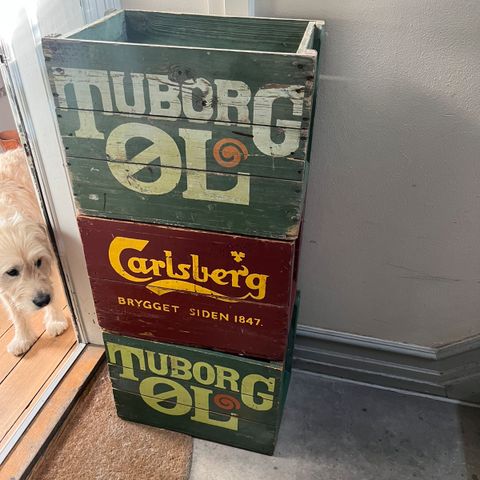 TUBORG
ØL
Carlsberg
BRYGGET SIDEN 1847.
TUBORG
ØL